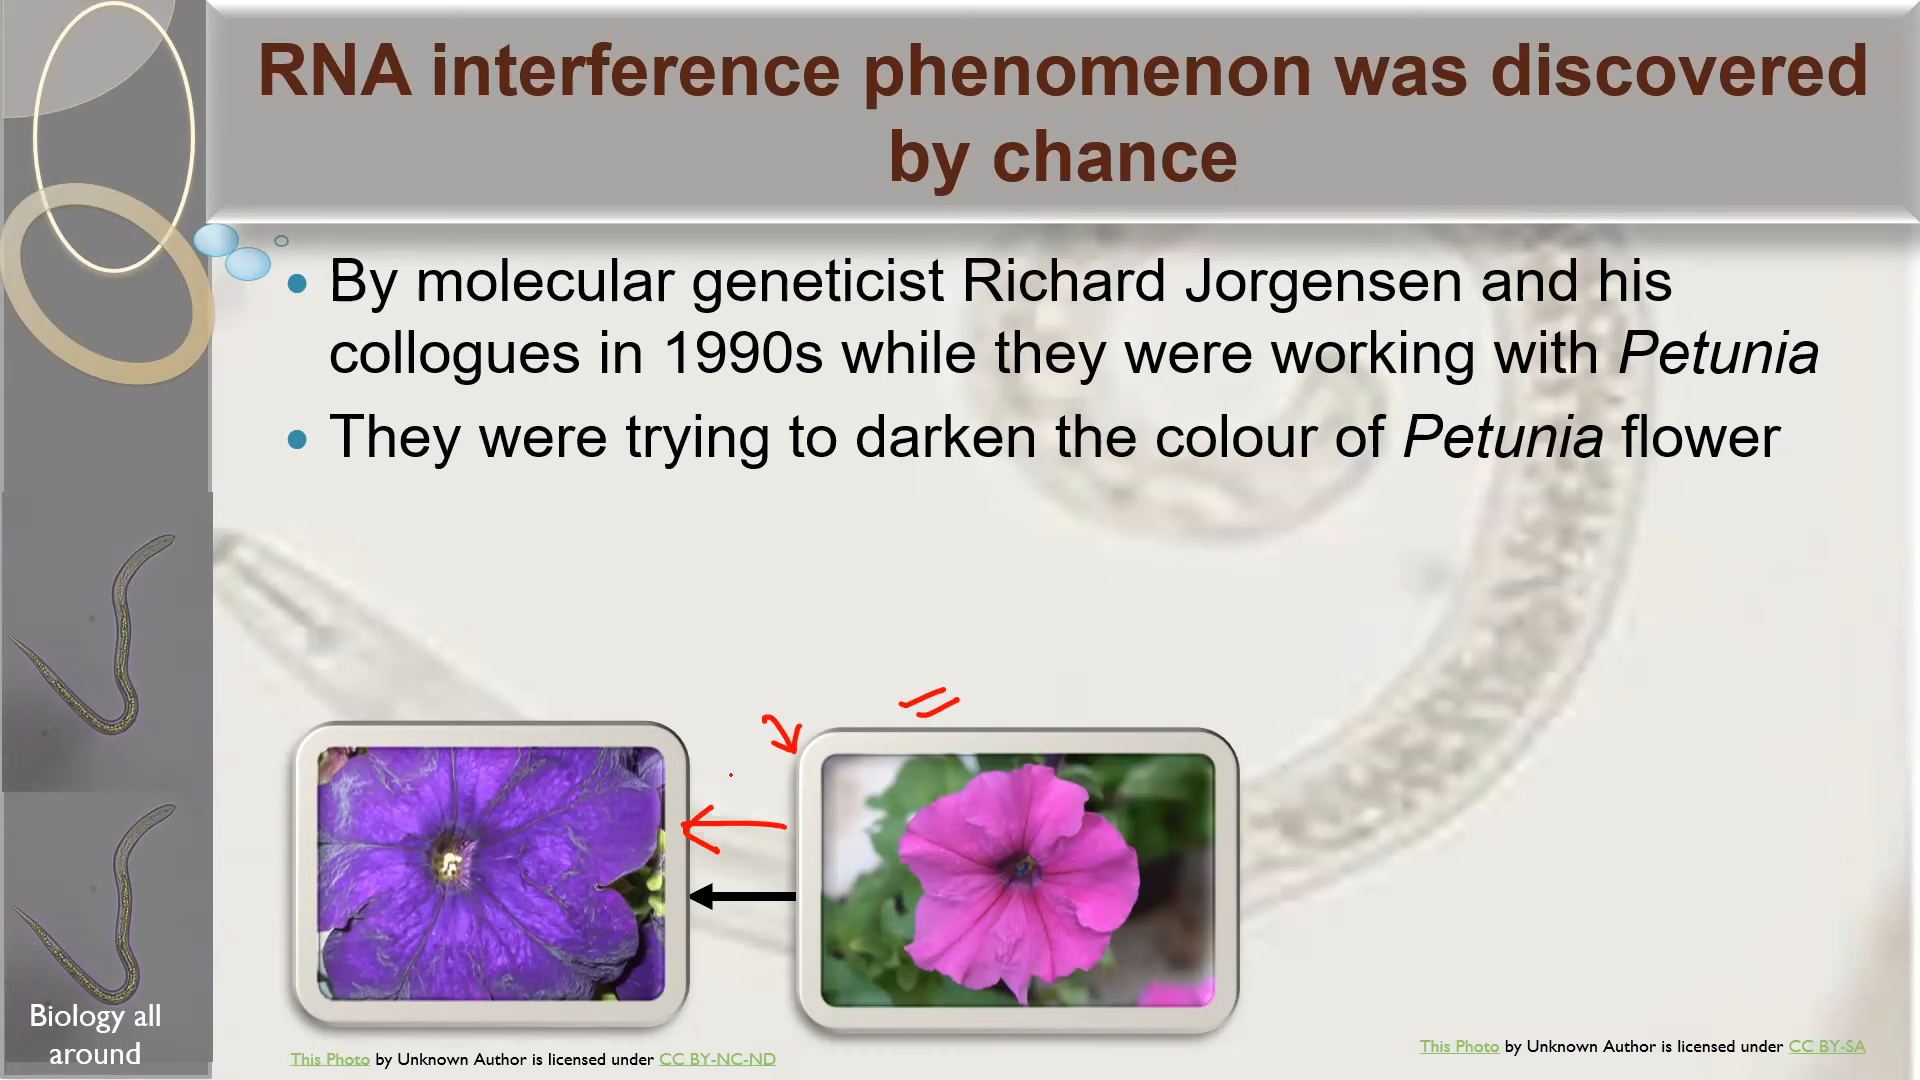 RNA interference phenomenon was discovered
by chance
By molecular geneticist Richard Jorgensen and his
collogues in 1990s while they were working with Petunia
They were trying to darken the colour of Petunia flower
Biology all
around
This Photo by Unknown Author is licensed under CC BY-NC-ND
This Photo by Unknown Author is licensed under CC BY-SA